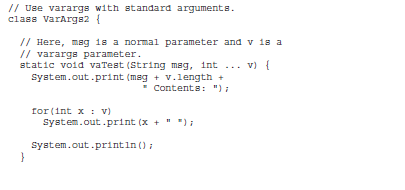 // Use varargs with standard arguments.
class VarArgs2 {
// Here, msg is a normal parameter and v is a
// varargs parameter.
static void vaTest(String msg, int ... v) {
System.out.print(msg + v.length +
" Contents: ");
for(int x : v)
System.out.print(x + " ");
System.out.println();
}